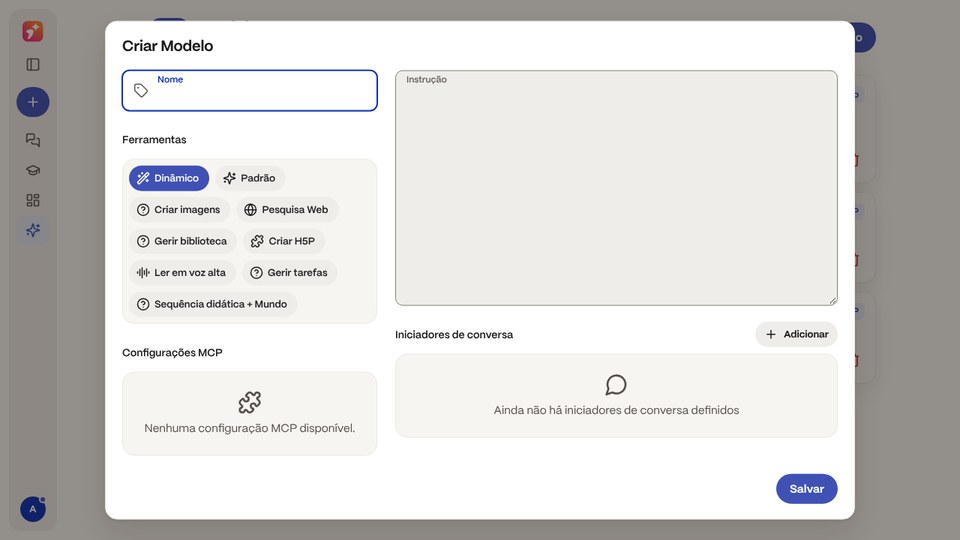 Criar Modelo
Nome
Ferramentas
Dinâmico
Padrão
Criar imagens
Pesquisa Web
Gerir biblioteca
Criar H5P
Ler em voz alta
Gerir tarefas
Sequência didática + Mundo
Configurações MCP
Nenhuma configuração MCP disponível.
Instrução
Iniciadores de conversa
Adicionar
Ainda não há iniciadores de conversa definidos
Salvar
A